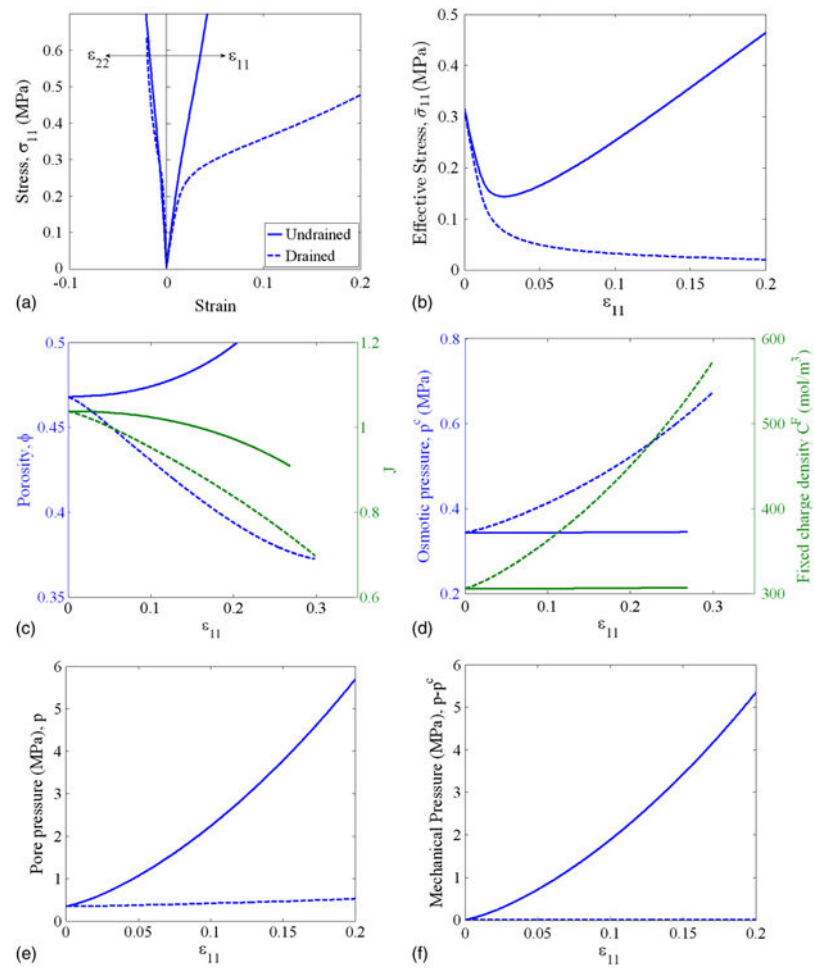 0.6
0.5
0.4
0.3
0.2
0.1
0
-0.1
0
0.1
0.2
Stress, σ11 (MPa)
Strain
ε22
ε11
Undrained
Drained
(a)
0.5
0.4
0.3
0.2
0.1
0
0
0.05
0.1
0.15
0.2
Effective Stress, σ̄11 (MPa)
ε11
(b)
0.5
0.45
0.4
0.35
1.2
1
0.8
0.6
0
0.1
0.2
0.3
Porosity, ϕ
J
ε11
(c)
0.8
0.6
0.4
0.2
600
500
400
300
0
0.1
0.2
0.3
Osmotic pressure, pᶜ (MPa)
Fixed charge density Cᶠ (mol/m³)
ε11
(d)
6
5
4
3
2
1
0
0
0.05
0.1
0.15
0.2
Pore pressure (MPa), p
ε11
(e)
6
5
4
3
2
1
0
0
0.05
0.1
0.15
0.2
Mechanical Pressure (MPa), p-pᶜ
ε11
(f)